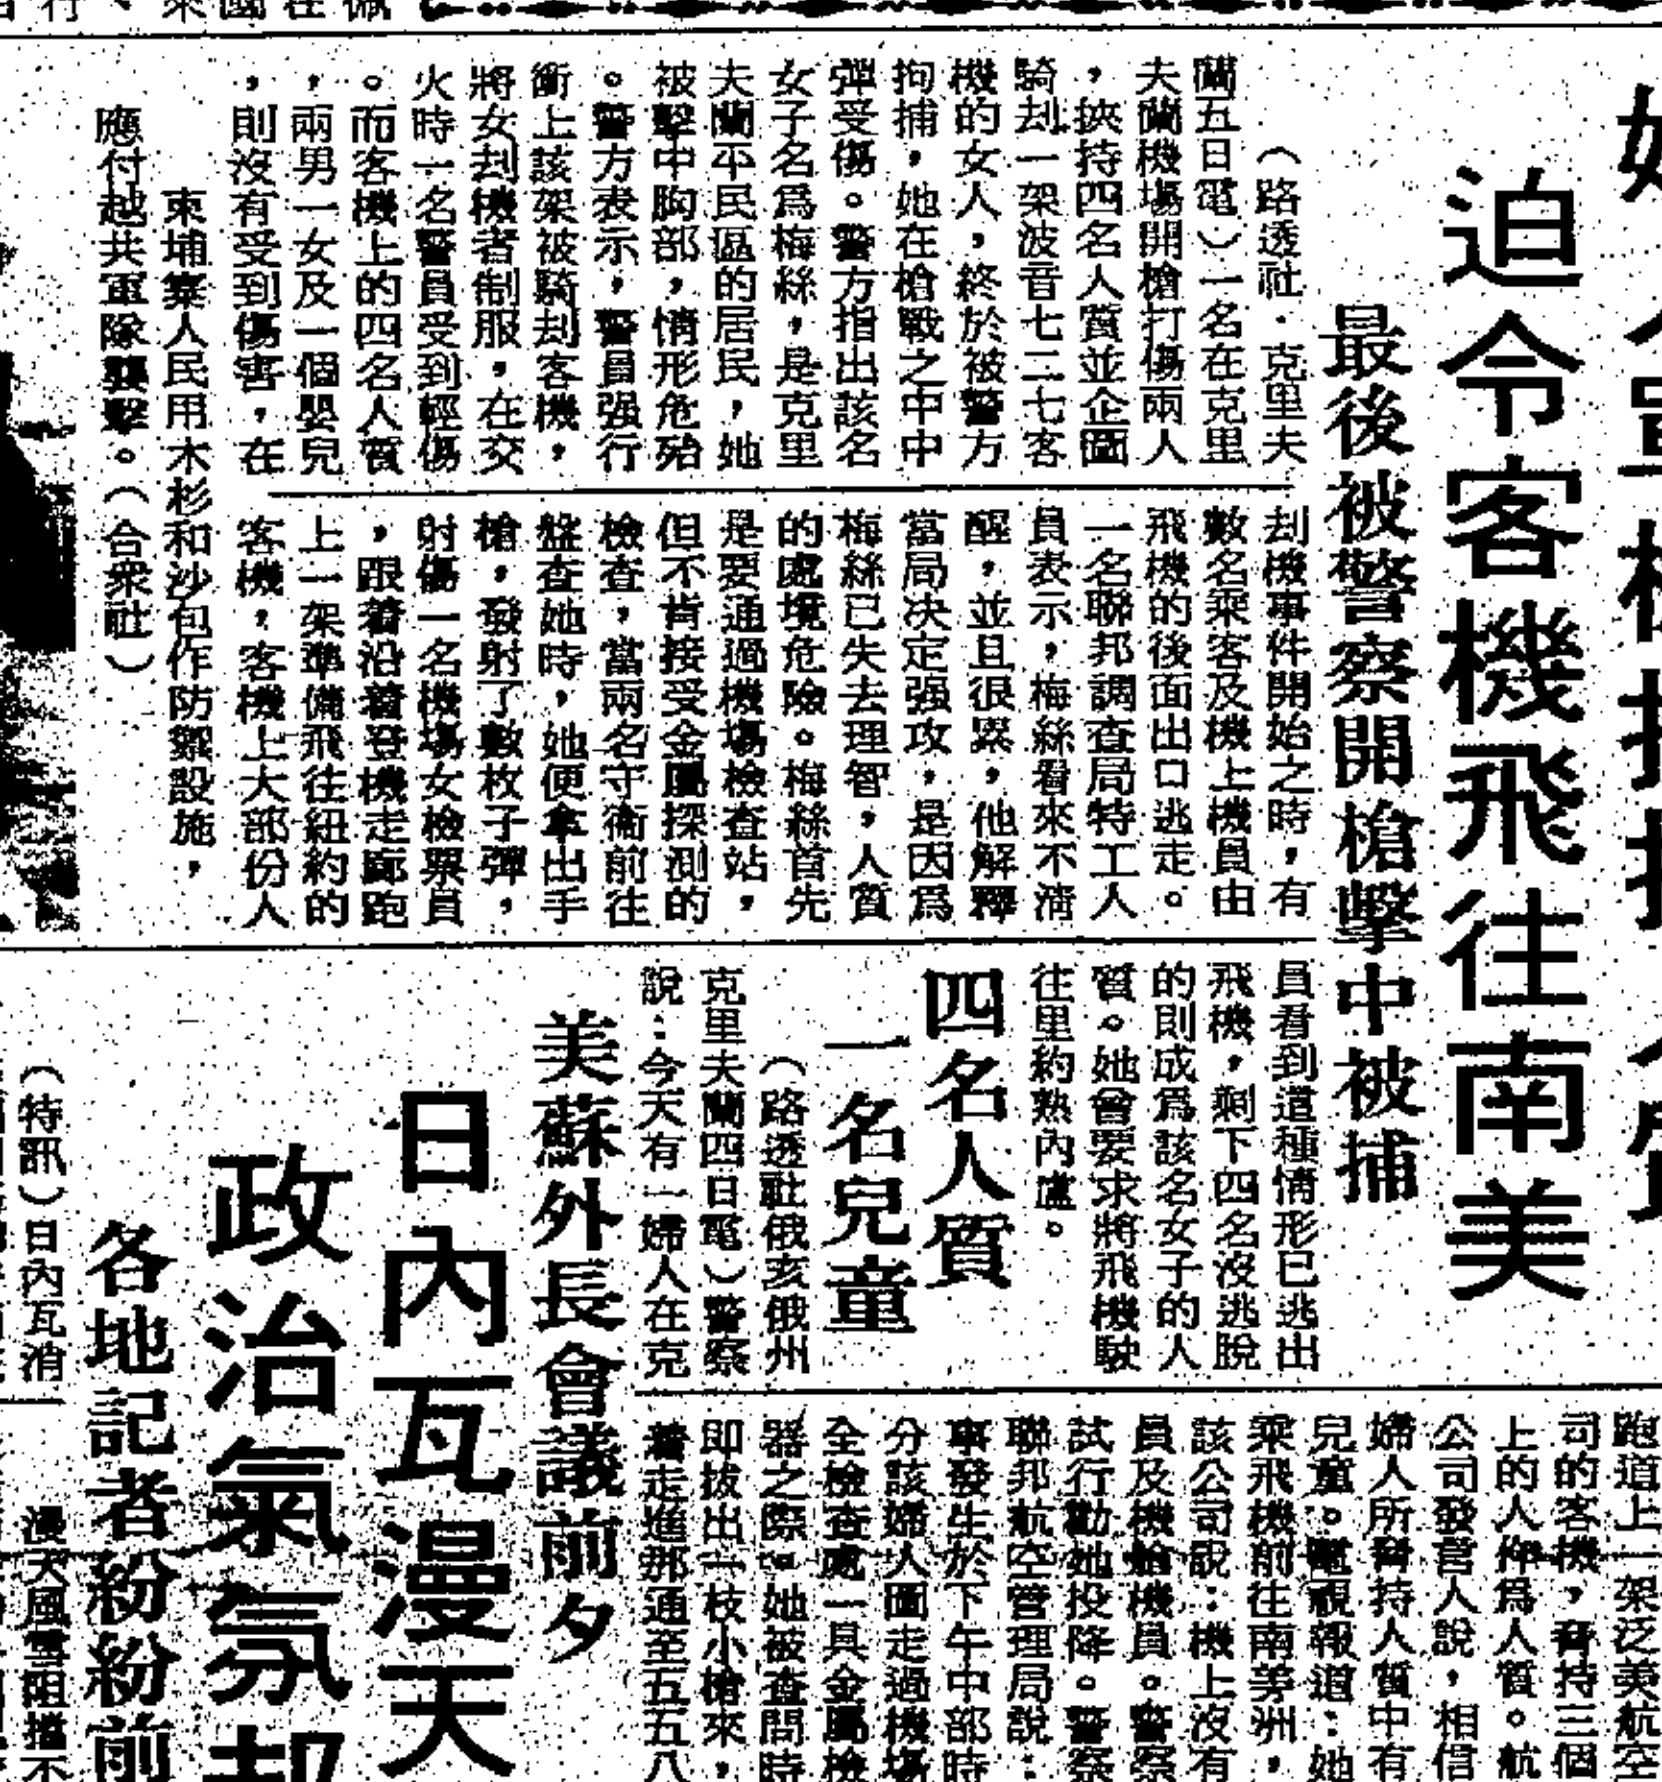 迫令客機飛往南美
最後被警察開槍擊中被捕
（路透社．克里夫
蘭五日電）一名在克里
夫蘭機場開槍打傷兩人
，挾持四名人質並企圖
騎刦一架波音七二七客
機的女人，終於被警方
拘捕，她在槍戰之中中
彈受傷。警方指出該名
女子名爲梅絲，是克里
夫蘭平民區的居民，她
被擊中胸部，情形危殆
。警方表示，警員强行
衝上該架被騎刦客機，
將女刦機者制服，在交
火時一名警員受到輕傷
。而客機上的四名人質
，兩男一女及一個嬰兒
，則沒有受到傷害，在
刦機事件開始之時，有
數名乘客及機上機員由
飛機的後面出口逃走。
一名聯邦調查局特工人
員表示，梅絲看來不清
醒，並且很累，他解釋
當局决定强攻，是因爲
梅絲已失去理智，人質
的處境危險。梅絲首先
是要通過機場檢查站，
但不肯接受金屬探測的
檢查，當兩名守衞前往
盤查她時，她便拿出手
槍，發射了數枚子彈，
射傷一名機場女檢票員
，跟着沿着登機走廊跑
上一架準備飛往紐約的
客機，客機上大部份人
員看到這種情形已逃出
飛機，剩下四名沒逃脫
的則成爲該名女子的人
質。她曾要求將飛機駛
往里約熱內盧。
四名人質
一名兒童
（路透社俄亥俄州
克里夫蘭四日電）警察
說：今天有一婦人在克
跑道上一架泛美航空
司的客機，脅持三個
上的人作爲人質。航
公司發言人說，相信
婦人所脅持人質中有
兒童。電視報道：她
乘飛機前往南美洲，
該公司說：機上沒有
員及機艙機員。警察
試行勸她投降。警察
聯邦航空管理局說：
事發生於下午中部時
分該婦人圖走過機場
全檢查處一具金屬檢
器之際。她被查問時
即拔出一枝小槍來，
着走進那通至五五八
東埔寨人民用木杉和沙包作防禦設施，
應付越共軍隊襲擊。（合衆社）
美蘇外長會議前夕
日內瓦漫天
政治氣氛
各地記者紛紛前
（特訊）日內瓦消
漫天風雪阻攔不